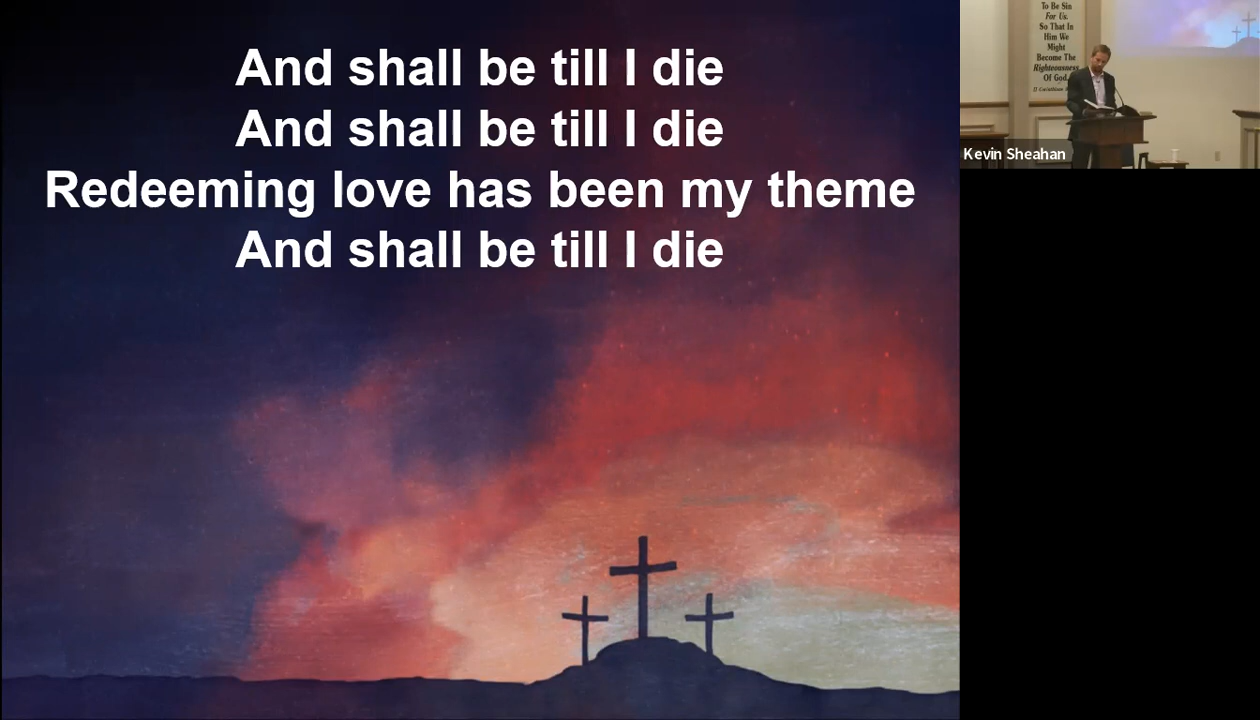 And shall be till I die
And shall be till I die
Redeeming love has been my theme
And shall be till I die
To Be Sin
For Us,
So That In
Him We
Might
Become The
Righteousness
Of God.
Kevin Sheahan